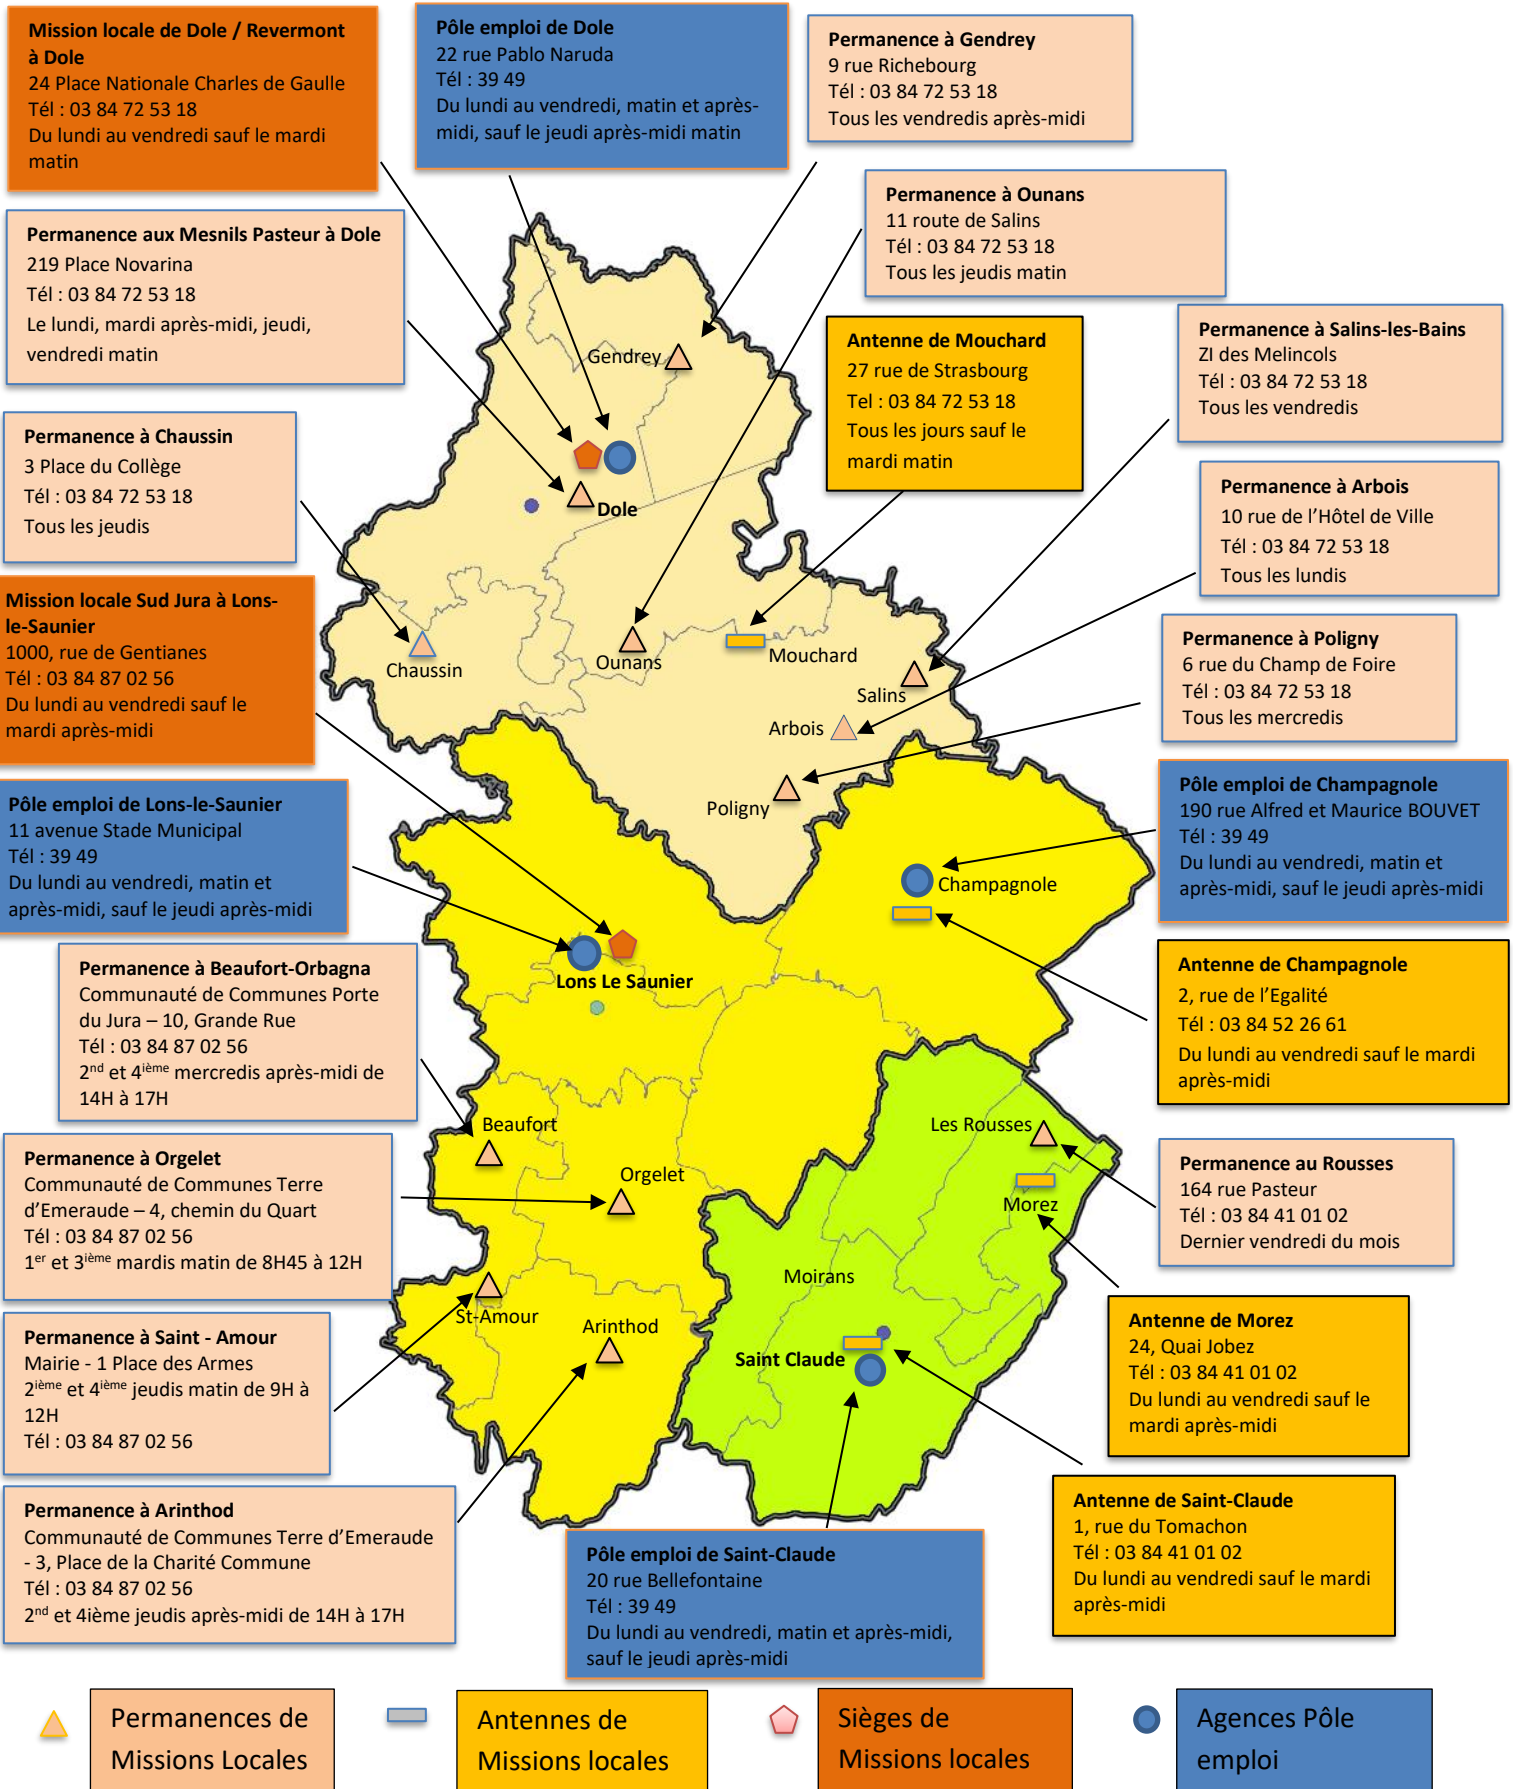 Mission locale de Dole / Revermont
à Dole
24 Place Nationale Charles de Gaulle
Tél : 03 84 72 53 18
Du lundi au vendredi sauf le mardi
matin
Pôle emploi de Dole
22 rue Pablo Naruda
Tél : 39 49
Du lundi au vendredi, matin et après-
midi, sauf le jeudi après-midi matin
Permanence à Gendrey
9 rue Richebourg
Tél : 03 84 72 53 18
Tous les vendredis après-midi
Permanence à Ounans
11 route de Salins
Tél : 03 84 72 53 18
Tous les jeudis matin
Permanence aux Mesnils Pasteur à Dole
219 Place Novarina
Tél : 03 84 72 53 18
Le lundi, mardi après-midi, jeudi,
vendredi matin
Antenne de Mouchard
27 rue de Strasbourg
Tel : 03 84 72 53 18
Tous les jours sauf le
mardi matin
Permanence à Salins-les-Bains
ZI des Melincols
Tél : 03 84 72 53 18
Tous les vendredis
Permanence à Chaussin
3 Place du Collège
Tél : 03 84 72 53 18
Tous les jeudis
Permanence à Arbois
10 rue de l’Hôtel de Ville
Tél : 03 84 72 53 18
Tous les lundis
Mission locale Sud Jura à Lons-
le-Saunier
1000, rue de Gentianes
Tél : 03 84 87 02 56
Du lundi au vendredi sauf le
mardi après-midi
Permanence à Poligny
6 rue du Champ de Foire
Tél : 03 84 72 53 18
Tous les mercredis
Pôle emploi de Lons-le-Saunier
11 avenue Stade Municipal
Tél : 39 49
Du lundi au vendredi, matin et
après-midi, sauf le jeudi après-midi
Pôle emploi de Champagnole
190 rue Alfred et Maurice BOUVET
Tél : 39 49
Du lundi au vendredi, matin et
après-midi, sauf le jeudi après-midi
Permanence à Beaufort-Orbagna
Communauté de Communes Porte
du Jura – 10, Grande Rue
Tél : 03 84 87 02 56
2nd et 4ième mercredis après-midi de
14H à 17H
Antenne de Champagnole
2, rue de l’Egalité
Tél : 03 84 52 26 61
Du lundi au vendredi sauf le mardi
après-midi
Permanence à Orgelet
Communauté de Communes Terre
d’Emeraude – 4, chemin du Quart
Tél : 03 84 87 02 56
1er et 3ième mardis matin de 8H45 à 12H
Permanence au Rousses
164 rue Pasteur
Tél : 03 84 41 01 02
Dernier vendredi du mois
Permanence à Saint - Amour
Mairie - 1 Place des Armes
2ième et 4ième jeudis matin de 9H à
12H
Tél : 03 84 87 02 56
Antenne de Morez
24, Quai Jobez
Tél : 03 84 41 01 02
Du lundi au vendredi sauf le
mardi après-midi
Permanence à Arinthod
Communauté de Communes Terre d’Emeraude
- 3, Place de la Charité Commune
Tél : 03 84 87 02 56
2nd et 4ième jeudis après-midi de 14H à 17H
Pôle emploi de Saint-Claude
20 rue Bellefontaine
Tél : 39 49
Du lundi au vendredi, matin et après-midi,
sauf le jeudi après-midi
Antenne de Saint-Claude
1, rue du Tomachon
Tél : 03 84 41 01 02
Du lundi au vendredi sauf le mardi
après-midi
Gendrey
Dole
Chaussin
Ounans
Mouchard
Salins
Arbois
Poligny
Champagnole
Lons Le Saunier
Beaufort
Orgelet
Les Rousses
Morez
Moirans
St-Amour
Arinthod
Saint Claude
Permanences de
Missions Locales
Antennes de
Missions locales
Sièges de
Missions locales
Agences Pôle
emploi